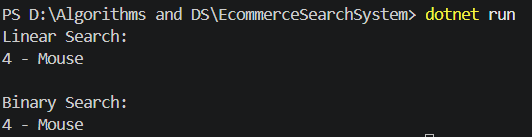 PS D:\Algorithms and DS\EcommerceSearchSystem> dotnet run
Linear Search:
4 - Mouse
Binary Search:
4 - Mouse